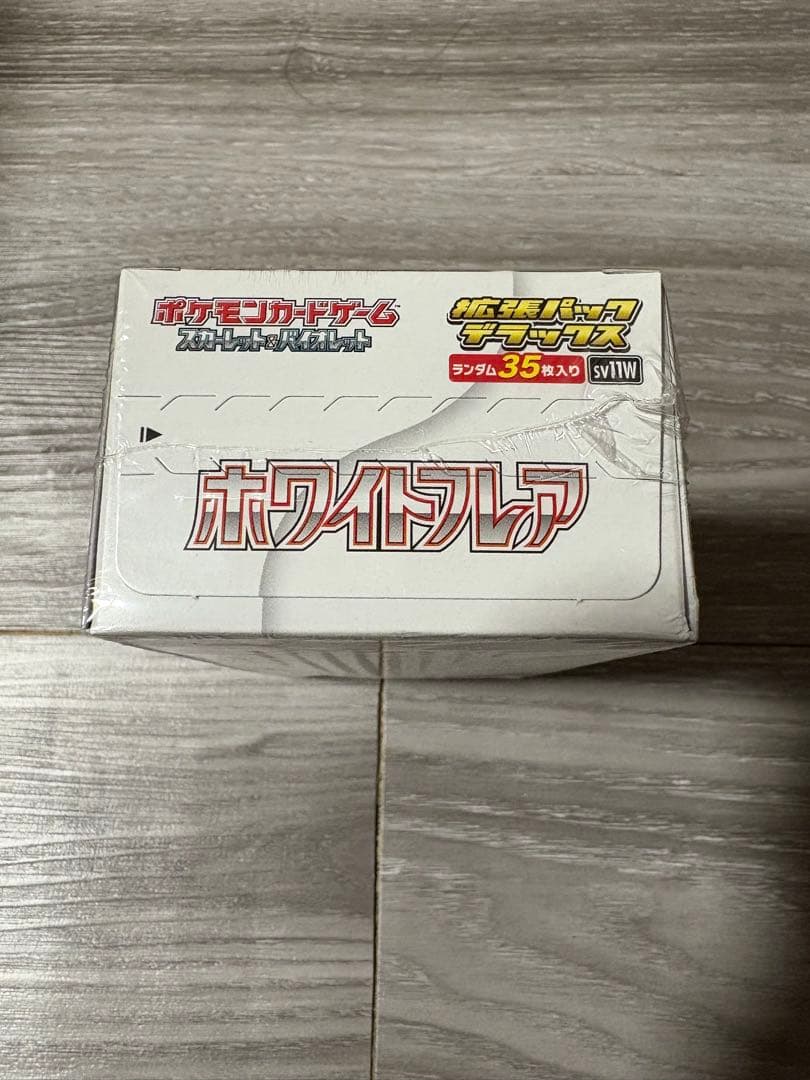 ポケモンカードゲーム™
スカーレット&バイオレット
拡張パック
デラックス
ランダム35枚入り
sv11W
ホワイトフレア